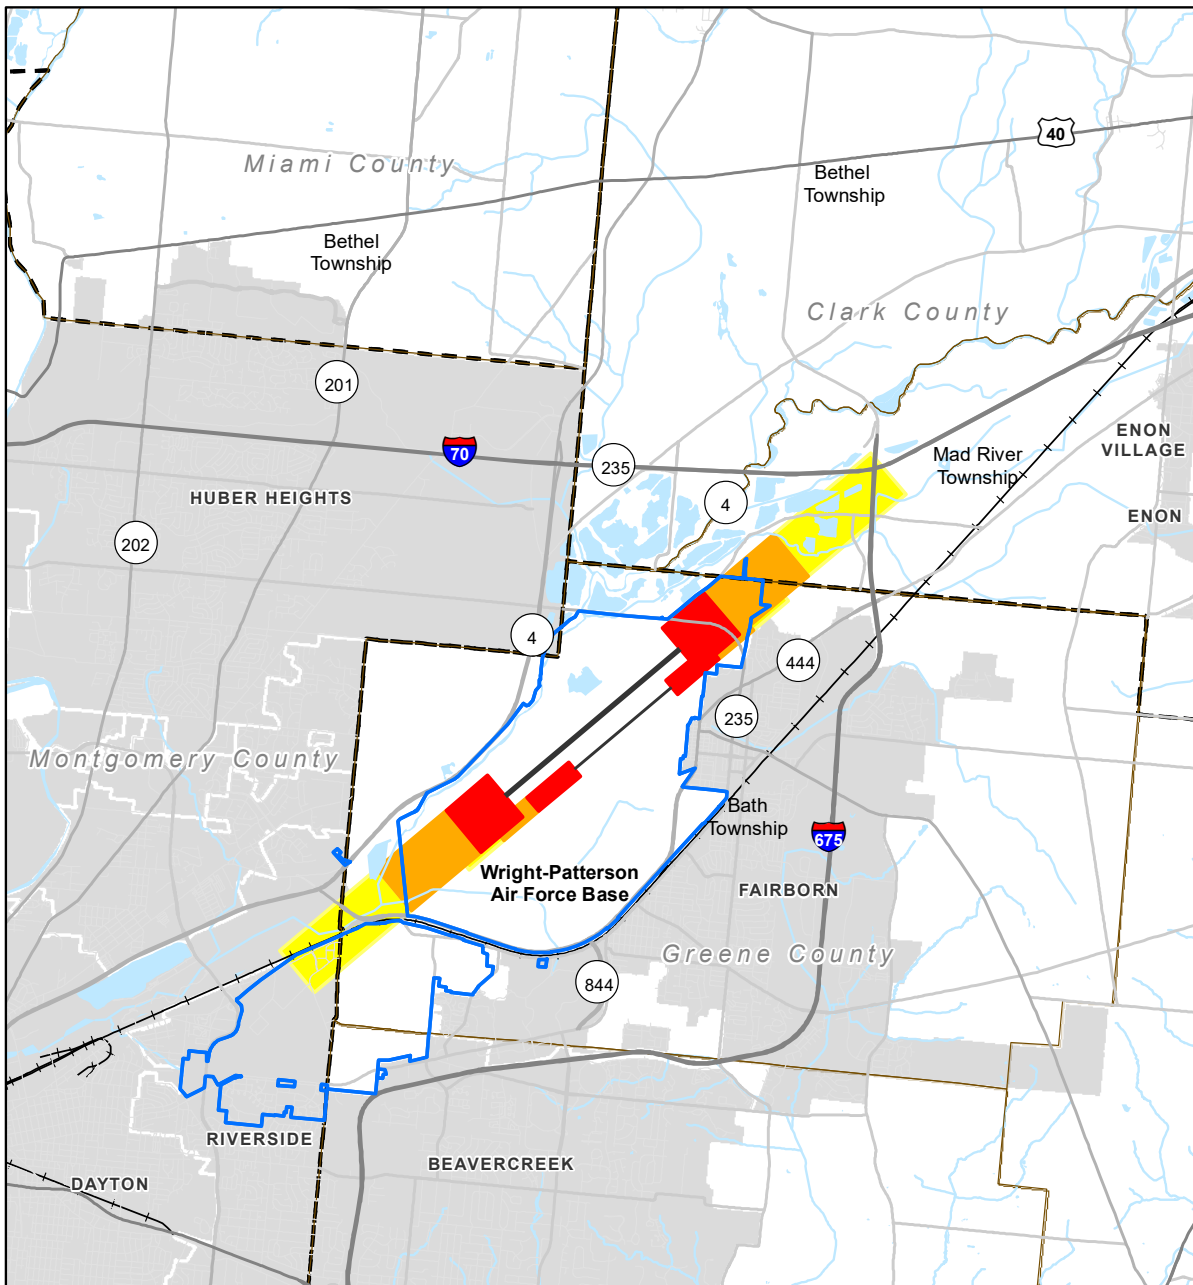 40
Miami County
Bethel
Township
Bethel
Township
Clark County
201
70
235
Mad River
Township
ENON
VILLAGE
HUBER HEIGHTS
4
ENON
202
4
444
235
Montgomery County
Bath
Township
675
Wright-Patterson
Air Force Base
FAIRBORN
Greene County
844
RIVERSIDE
BEAVERCREEK
DAYTON